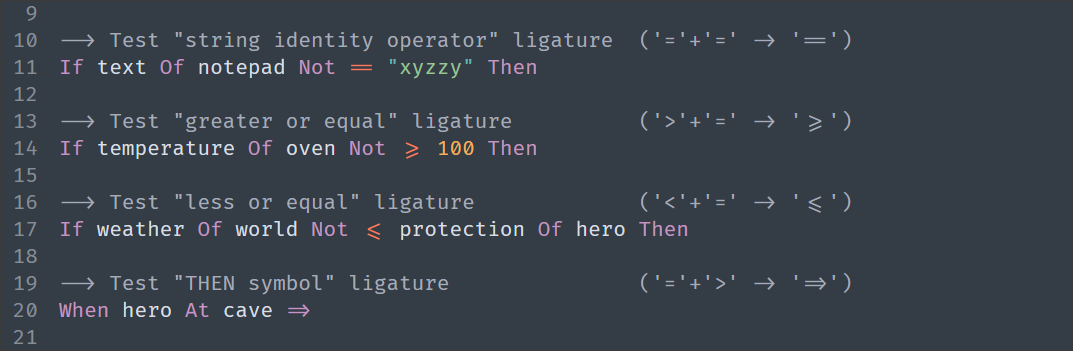 9
10 --> Test "string identity operator" ligature ('='+'=' -> '==')
11 If text Of notepad Not == "xyzzy" Then
12
13 --> Test "greater or equal" ligature ('>'+'=' -> '>=')
14 If temperature Of oven Not >= 100 Then
15
16 --> Test "less or equal" ligature ('<'+'=' -> '<=')
17 If weather Of world Not <= protection Of hero Then
18
19 --> Test "THEN symbol" ligature ('='+'>' -> '=>')
20 When hero At cave =>
21